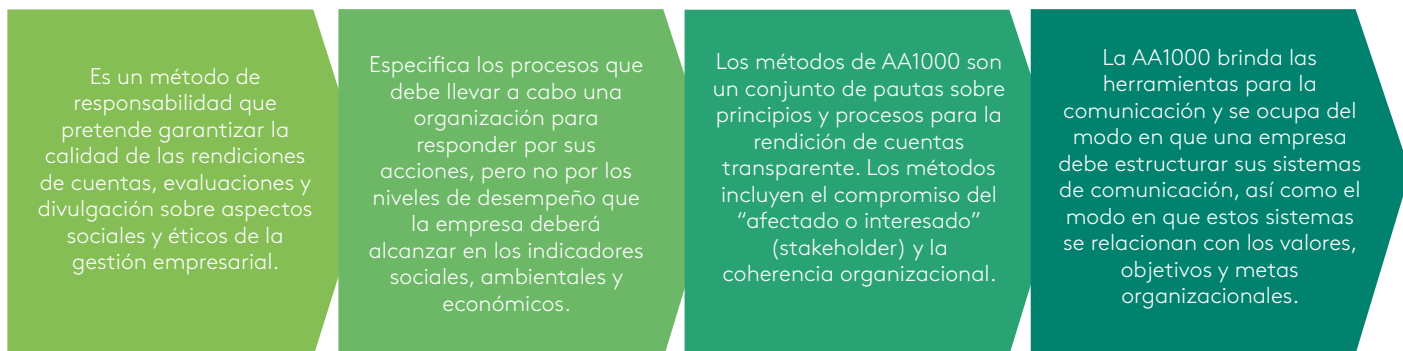 Es un método de
responsabilidad que
pretende garantizar la
calidad de las rendiciones
de cuentas, evaluaciones y
divulgación sobre aspectos
sociales y éticos de la
gestión empresarial.
Especifica los procesos que
debe llevar a cabo una
organización para
responder por sus
acciones, pero no por los
niveles de desempeño que
la empresa deberá
alcanzar en los indicadores
sociales, ambientales y
económicos.
Los métodos de AA1000 son
un conjunto de pautas sobre
principios y procesos para la
rendición de cuentas
transparente. Los métodos
incluyen el compromiso del
“afectado o interesado”
(stakeholder) y la
coherencia organizacional.
La AA1000 brinda las
herramientas para la
comunicación y se ocupa del
modo en que una empresa
debe estructurar sus sistemas
de comunicación, así como el
modo en que estos sistemas
se relacionan con los valores,
objetivos y metas
organizacionales.